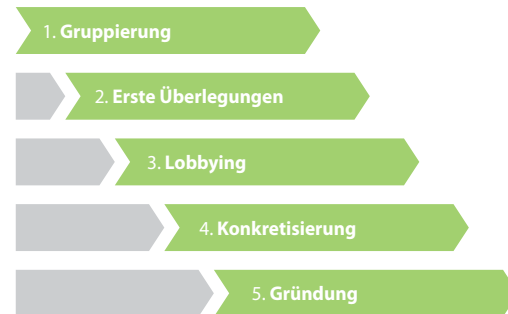 1. Gruppierung
2. Erste Überlegungen
3. Lobbying
4. Konkretisierung
5. Gründung